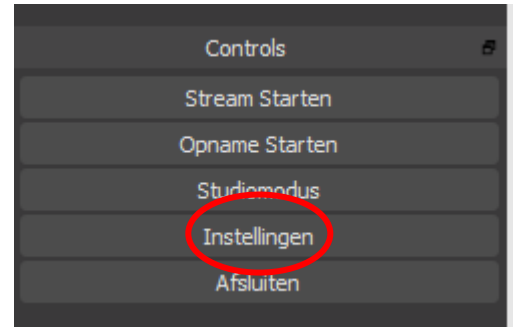 Controls
Stream Starten
Opname Starten
Studiomodus
Instellingen
Afsluiten